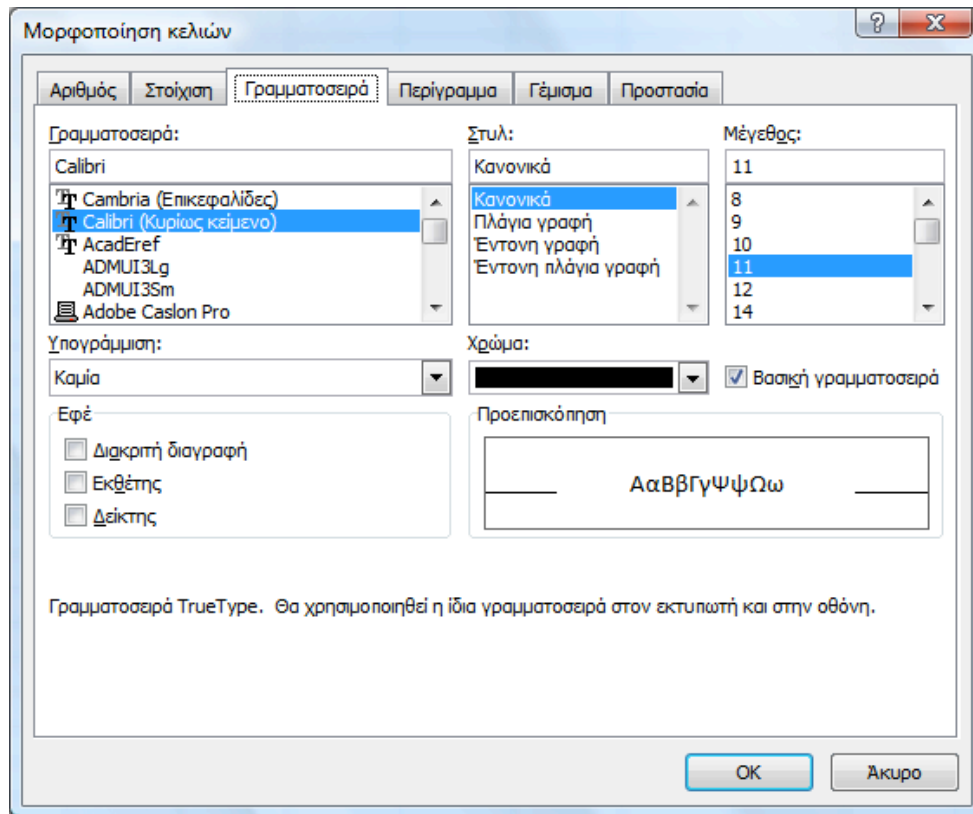 Μορφοποίηση κελιών
Αριθμός Στοίχιση Γραμματοσειρά Περίγραμμα Γέμισμα Προστασία
Γραμματοσειρά: Στυλ: Μέγεθος:
Calibri Κανονικά 11
Cambria (Επικεφαλίδες) Κανονικά 8
Calibri (Κυρίως κείμενο) Πλάγια γραφή 9
AcadEref Έντονη γραφή 10
ADMUI3Lg Έντονη πλάγια γραφή 11
ADMUI3Sm 12
Adobe Caslon Pro 14
Υπογράμμιση: Χρώμα:
Καμία Βασική γραμματοσειρά
Εφέ Προεπισκόπηση
Διακριτή διαγραφή
Εκθέτης ΑαΒβΓγΨψΩω
Δείκτης
Γραμματοσειρά TrueType. Θα χρησιμοποιηθεί η ίδια γραμματοσειρά στον εκτυπωτή και στην οθόνη.
OK Άκυρο